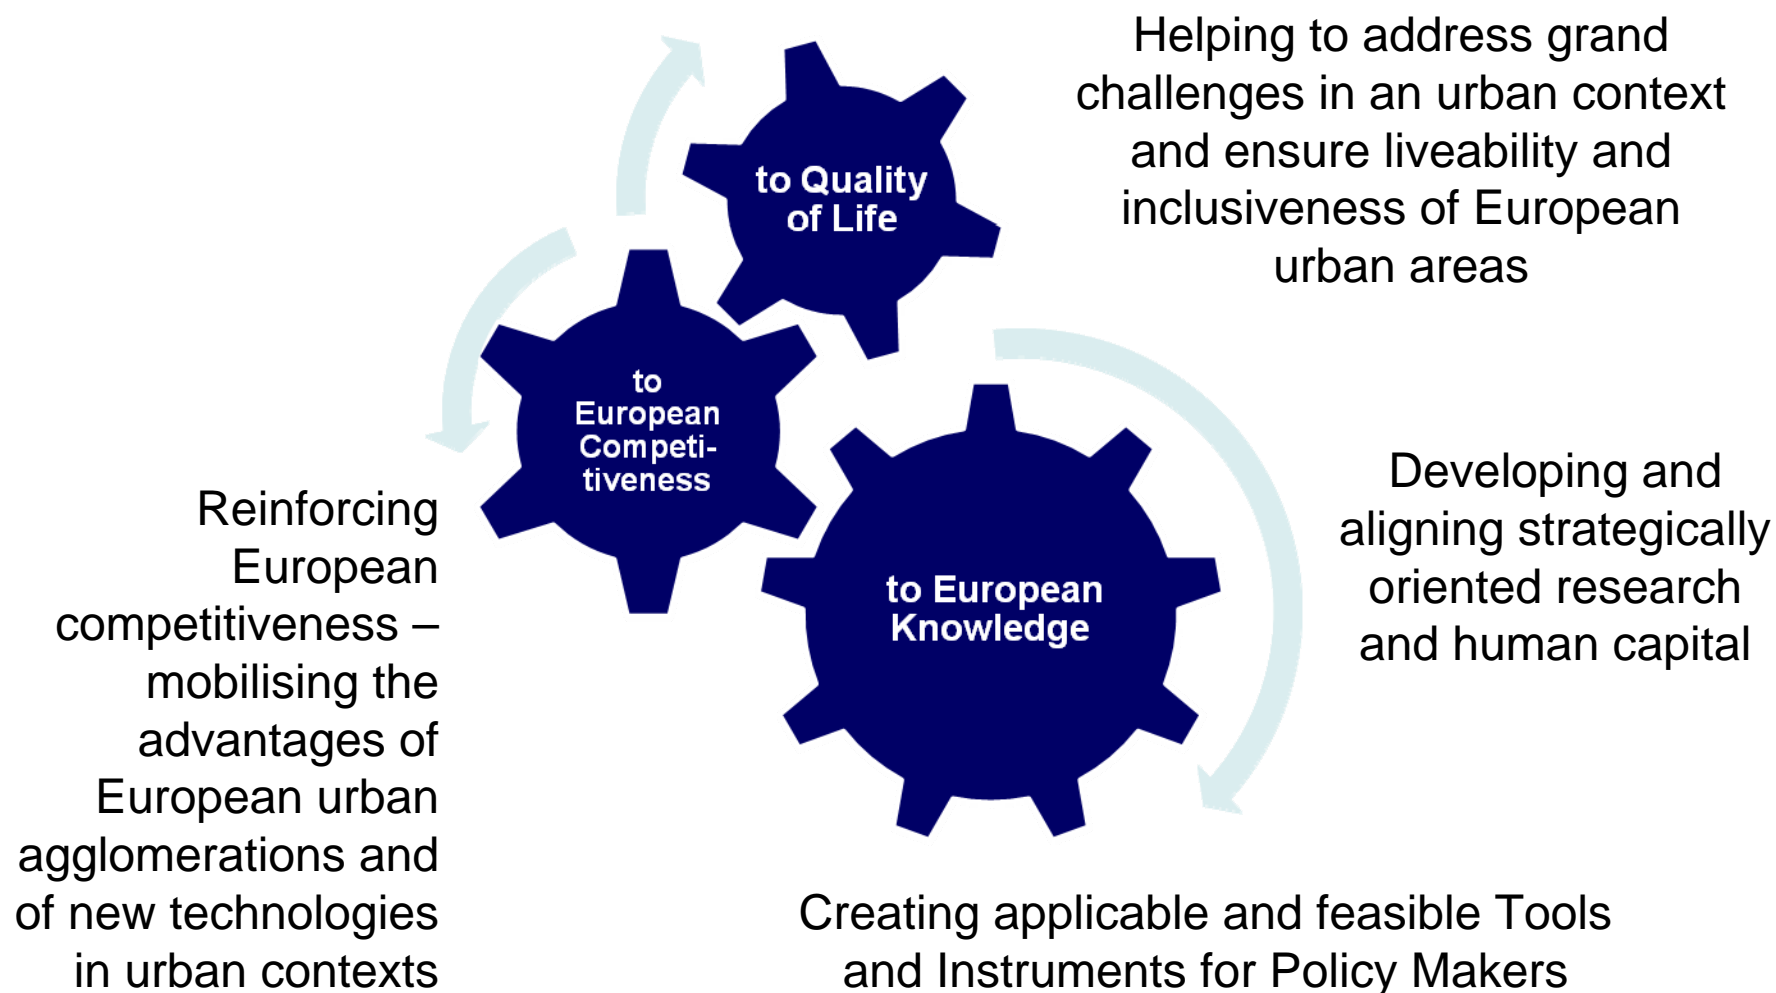 Helping to address grand
challenges in an urban context
and ensure liveability and
inclusiveness of European
urban areas
to Quality
of Life
to
European
Competi-
tiveness
Reinforcing
European
competitiveness –
mobilising the
advantages of
European urban
agglomerations and
of new technologies
in urban contexts
to European
Knowledge
Developing and
aligning strategically
oriented research
and human capital
Creating applicable and feasible Tools
and Instruments for Policy Makers